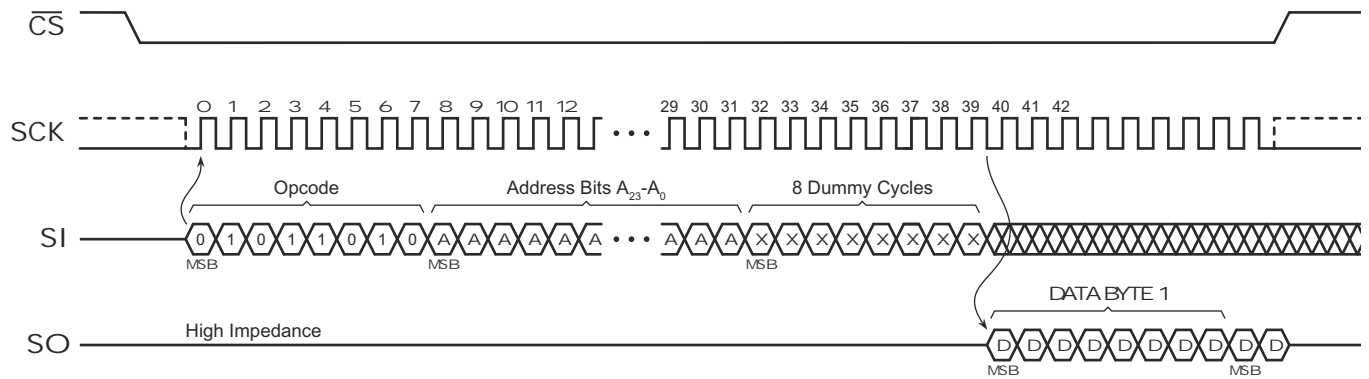 CS
0 1 2 3 4 5 6 7 8 9 10 11 12 29 30 31 32 33 34 35 36 37 38 39 40 41 42
SCK
Opcode Address Bits A23-A0 8 Dummy Cycles
SI 0 1 0 1 1 0 1 0 A A A A A A A A A X X X X X X X X
MSB MSB MSB
DATA BYTE 1
High Impedance
SO D D D D D D D D D D
MSB MSB